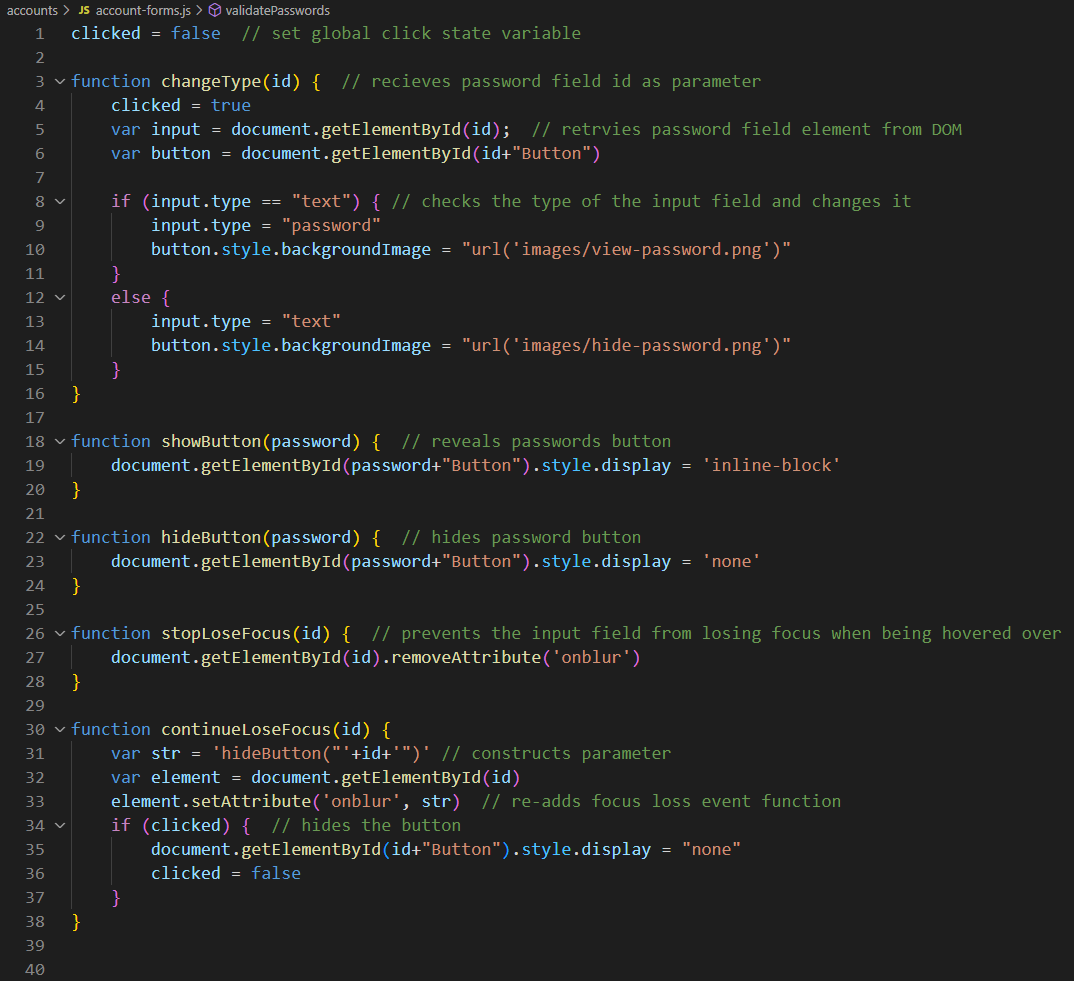 accounts > JS account-forms.js > validatePasswords
1 clicked = false  // set global click state variable
2
3 function changeType(id) {  // recieves password field id as parameter
4     clicked = true
5     var input = document.getElementById(id);  // retrvies password field element from DOM
6     var button = document.getElementById(id+"Button")
7
8     if (input.type == "text") { // checks the type of the input field and changes it
9         input.type = "password"
10         button.style.backgroundImage = "url('images/view-password.png')"
11     }
12     else {
13         input.type = "text"
14         button.style.backgroundImage = "url('images/hide-password.png')"
15     }
16 }
17
18 function showButton(password) {  // reveals passwords button
19     document.getElementById(password+"Button").style.display = 'inline-block'
20 }
21
22 function hideButton(password) {  // hides password button
23     document.getElementById(password+"Button").style.display = 'none'
24 }
25
26 function stopLoseFocus(id) {  // prevents the input field from losing focus when being hovered over
27     document.getElementById(id).removeAttribute('onblur')
28 }
29
30 function continueLoseFocus(id) {
31     var str = 'hideButton("'+id+'")' // constructs parameter
32     var element = document.getElementById(id)
33     element.setAttribute('onblur', str)  // re-adds focus loss event function
34     if (clicked) {  // hides the button
35         document.getElementById(id+"Button").style.display = "none"
36         clicked = false
37     }
38 }
39
40